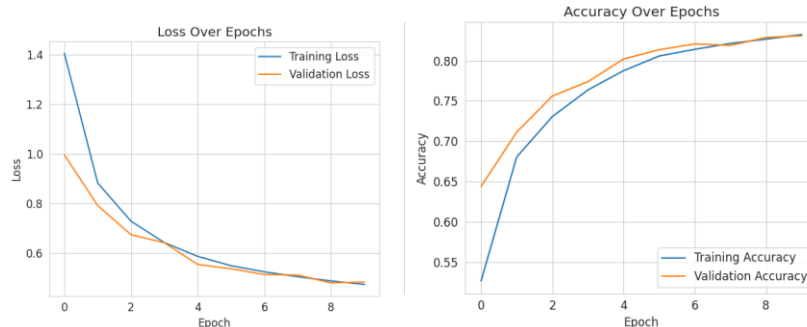 Loss Over Epochs
Training Loss
Validation Loss
1.4
1.2
1.0
0.8
0.6
Loss
0 2 4 6 8
Epoch
Accuracy Over Epochs
0.80
0.75
0.70
0.65
0.60
0.55
Accuracy
Training Accuracy
Validation Accuracy
0 2 4 6 8
Epoch